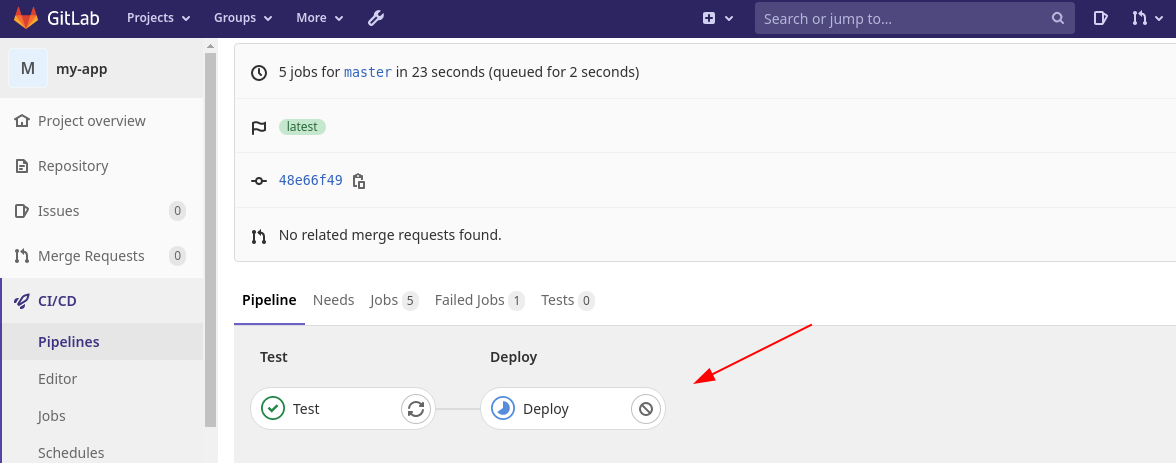 GitLab Projects Groups More Search or jump to...
M my-app
Project overview
Repository
Issues 0
Merge Requests 0
CI/CD
Pipelines
Editor
Jobs
Schedules
5 jobs for master in 23 seconds (queued for 2 seconds)
latest
48e66f49
No related merge requests found.
Pipeline Needs Jobs 5 Failed Jobs 1 Tests 0
Test Deploy
Test Deploy